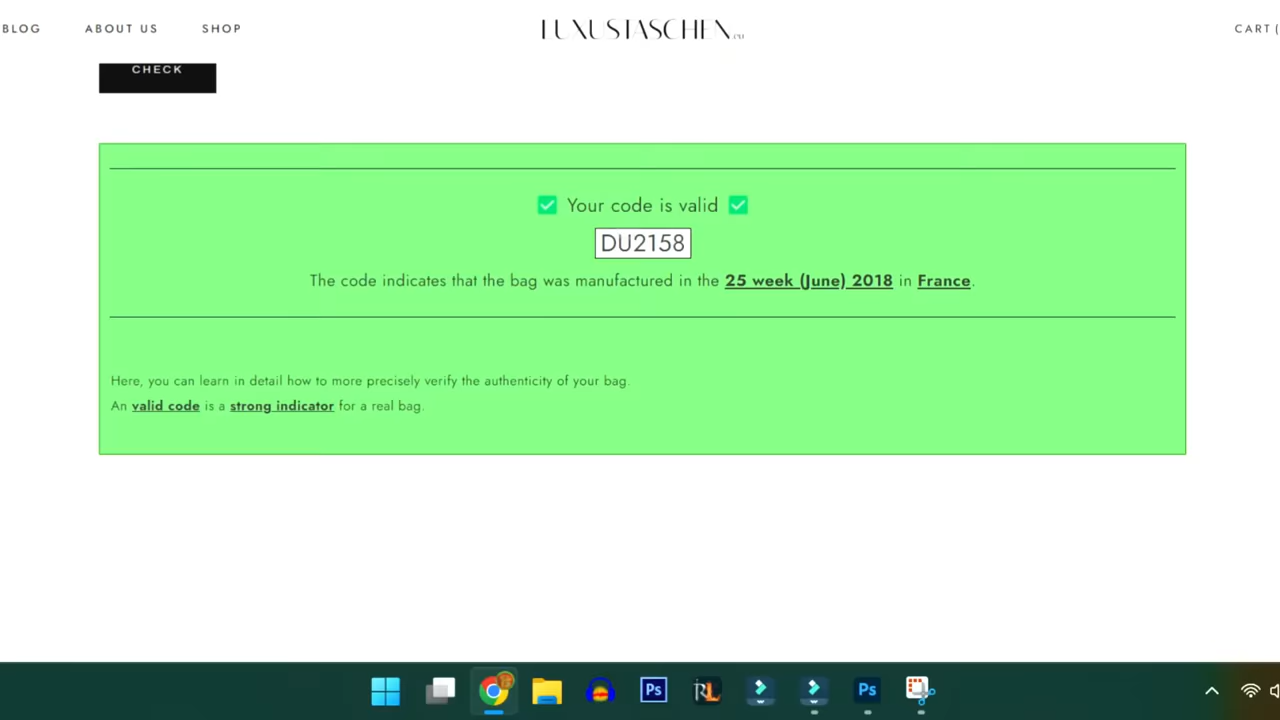 BLOG ABOUT US SHOP LUXUSTASCHEN.eu CART (
CHECK
Your code is valid
DU2158
The code indicates that the bag was manufactured in the 25 week (June) 2018 in France.
Here, you can learn in detail how to more precisely verify the authenticity of your bag.
An valid code is a strong indicator for a real bag.
Ps RL Ps